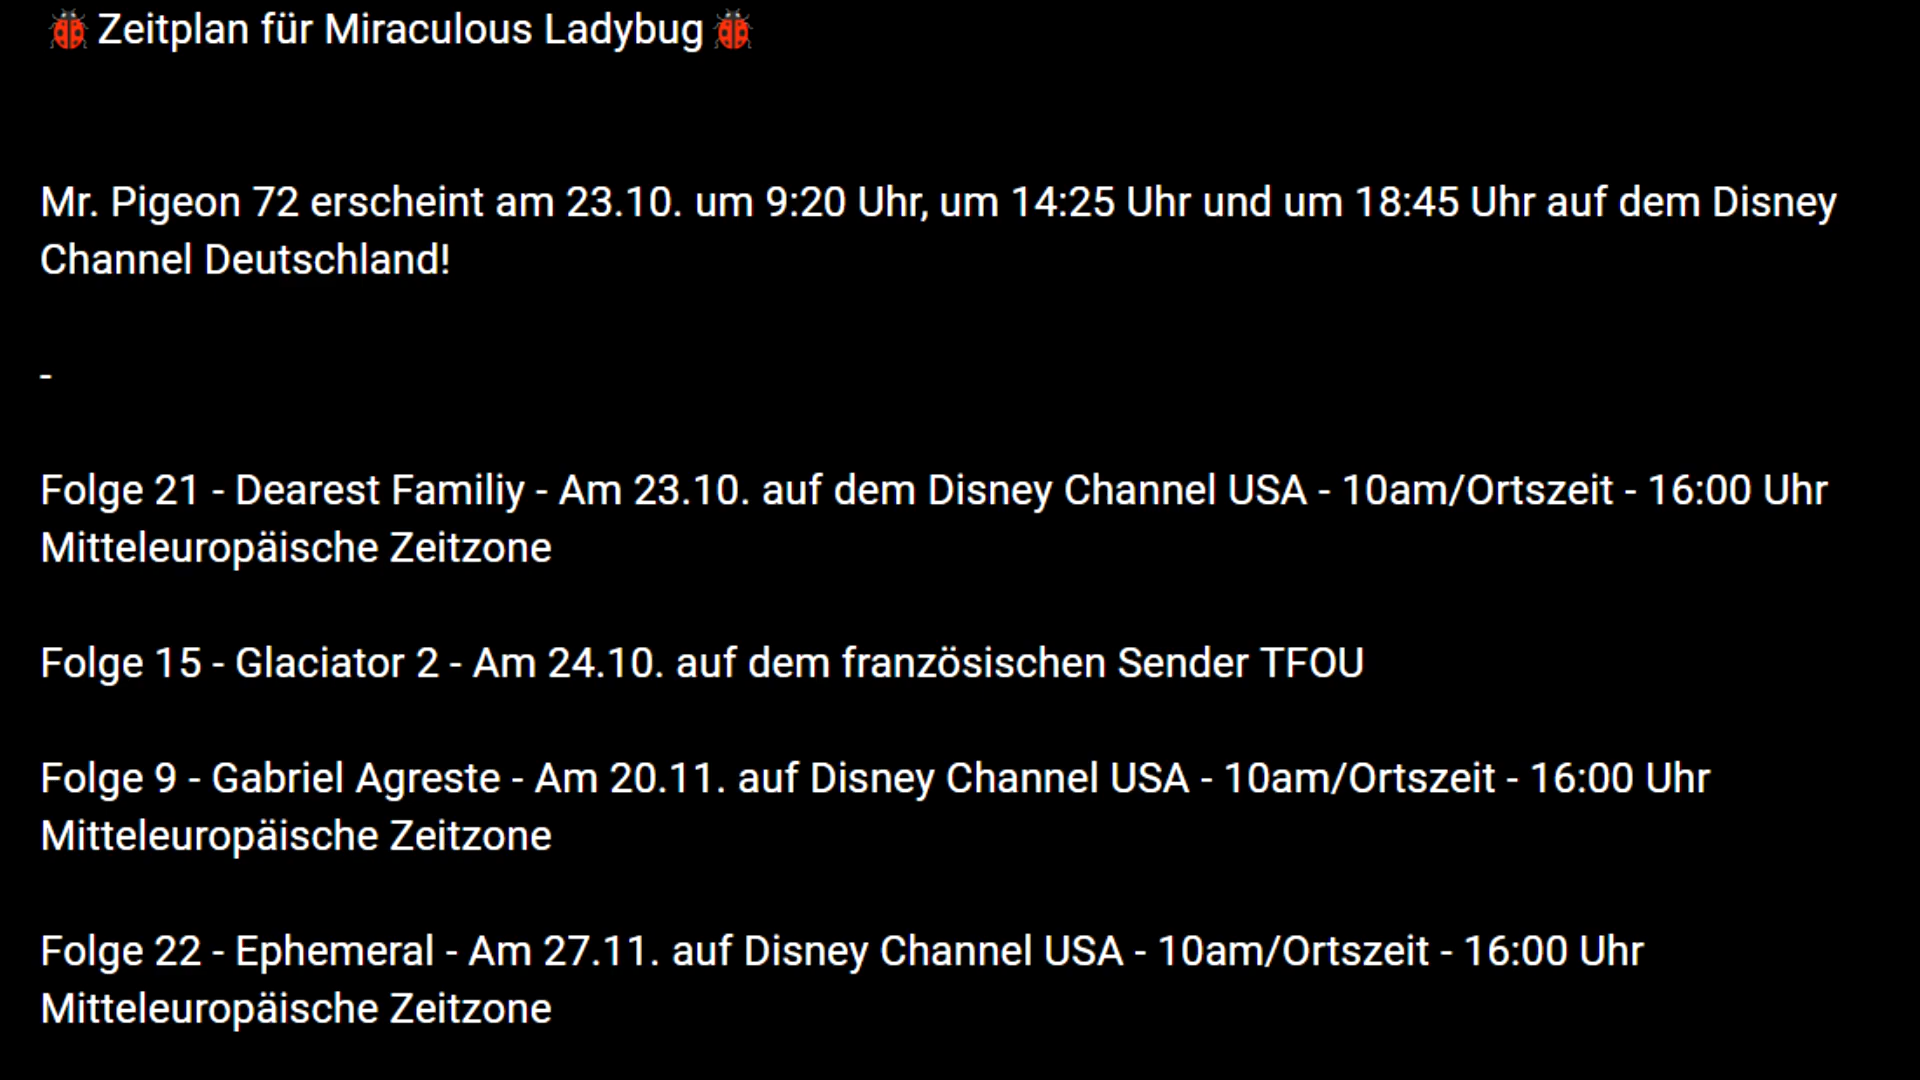 🐞Zeitplan für Miraculous Ladybug🐞
Mr. Pigeon 72 erscheint am 23.10. um 9:20 Uhr, um 14:25 Uhr und um 18:45 Uhr auf dem Disney
Channel Deutschland!
-
Folge 21 - Dearest Familiy - Am 23.10. auf dem Disney Channel USA - 10am/Ortszeit - 16:00 Uhr
Mitteleuropäische Zeitzone
Folge 15 - Glaciator 2 - Am 24.10. auf dem französischen Sender TFOU
Folge 9 - Gabriel Agreste - Am 20.11. auf Disney Channel USA - 10am/Ortszeit - 16:00 Uhr
Mitteleuropäische Zeitzone
Folge 22 - Ephemeral - Am 27.11. auf Disney Channel USA - 10am/Ortszeit - 16:00 Uhr
Mitteleuropäische Zeitzone